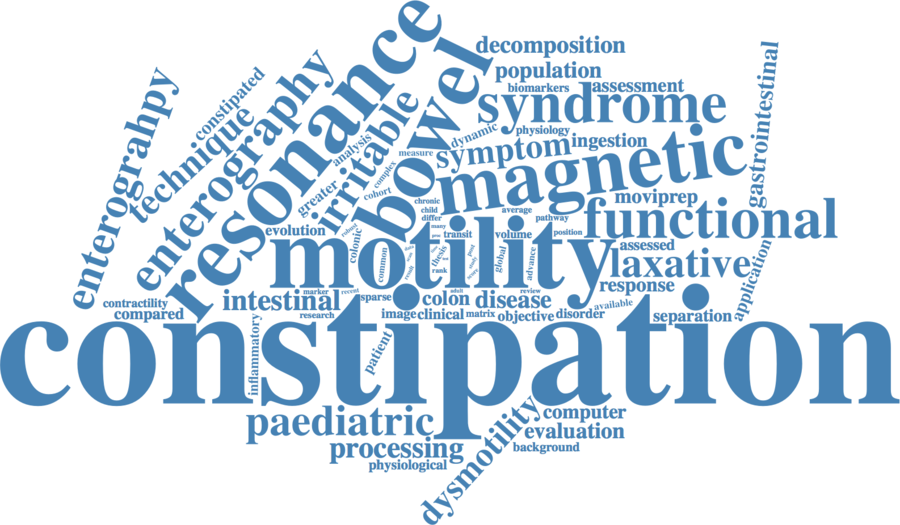 decomposition
population
biomarkers
assessment
syndrome
resonance
bowel
gastrointestinal
enterograhpy
constipated
technique
enterography
analysis
irritable
greater
measure
complex
cohort
dynamic
physiology
symptom
ingestion
magnetic
moviprep
chronic
child
differ
average
pathway
functional
many
position
evolution
robust
colonic
motility
common
transit
volume
thesis
rank
global
advance
assessed
laxative
response
application
contractility
compared
intestinal
marker
recent
sparse
research
colon
disease
adult
review
image
clinical
matrix
objective
disorder
available
separation
inflammatory
patient
constipation
paediatric
processing
physiological
dysmotility
computer
evaluation
background